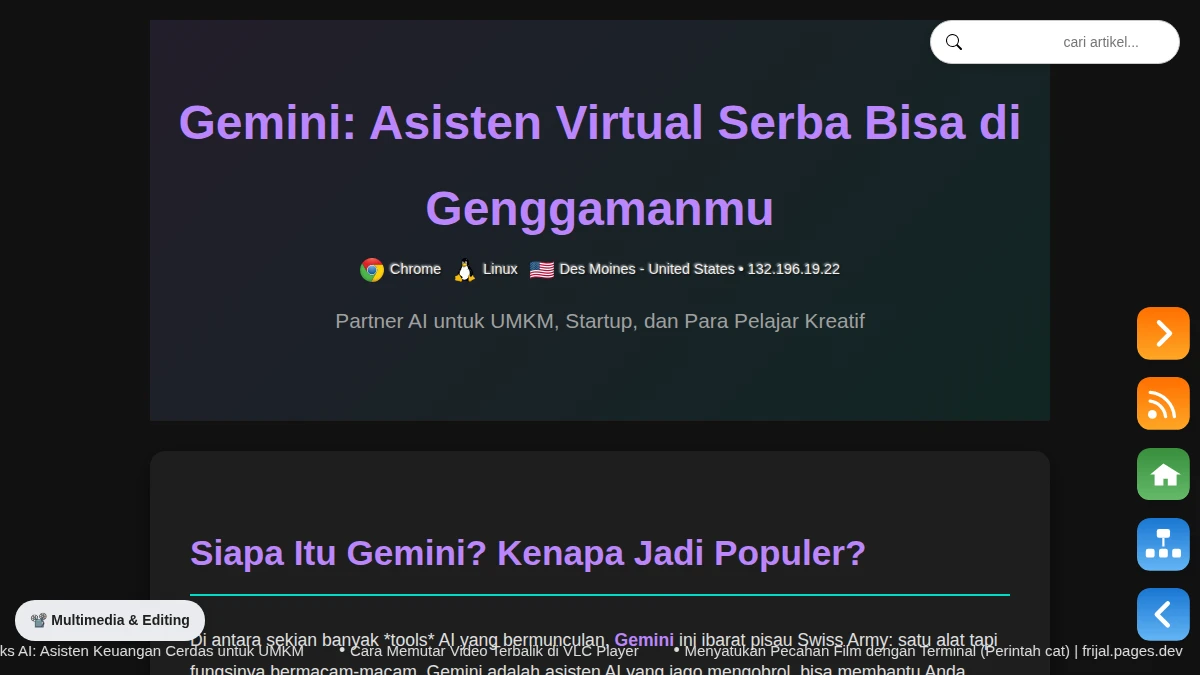 cari artikel...
Gemini: Asisten Virtual Serba Bisa di
Genggamanmu
Chrome Linux Des Moines - United States • 132.196.19.22
Partner AI untuk UMKM, Startup, dan Para Pelajar Kreatif
Siapa Itu Gemini? Kenapa Jadi Populer?
Multimedia & Editing
Di antara sekian banyak *tools* AI yang bermunculan, Gemini ini ibarat pisau Swiss Army: satu alat tapi
ks AI: Asisten Keuangan Cerdas untuk UMKM • Cara Memutar Video Terbaik di VLC Player • Menyatukan Pecahan Film dengan Terminal (Perintah cat) | frijal.pages.dev
fungsinya bermacam-macam. Gemini adalah asisten AI yang jago mengobrol, bisa membantu Anda